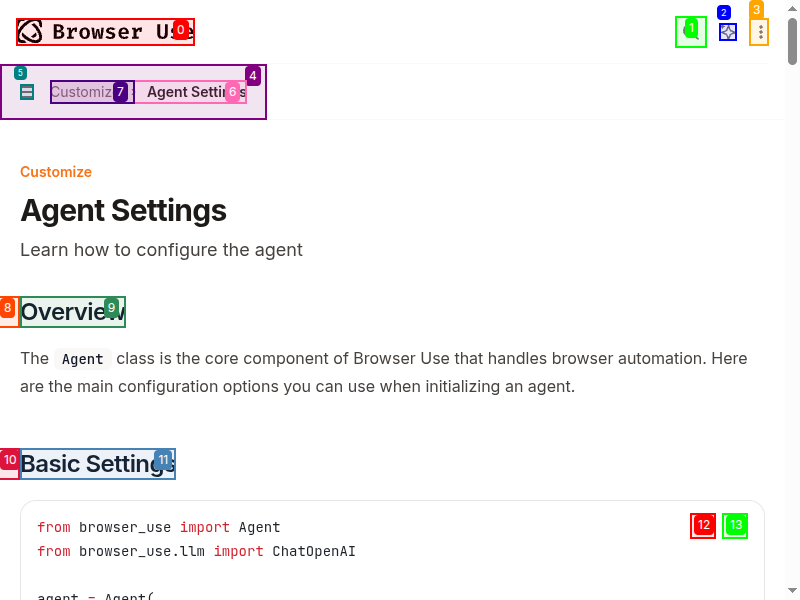 Browser Use
0
1
2
3
4
5
Customiz
7
Agent Settings
6
Customize
Agent Settings
Learn how to configure the agent
8
Overview
9
The Agent class is the core component of Browser Use that handles browser automation. Here
are the main configuration options you can use when initializing an agent.
10
Basic Settings
11
from browser_use import Agent
12
13
from browser_use.llm import ChatOpenAI
agent = Agent(